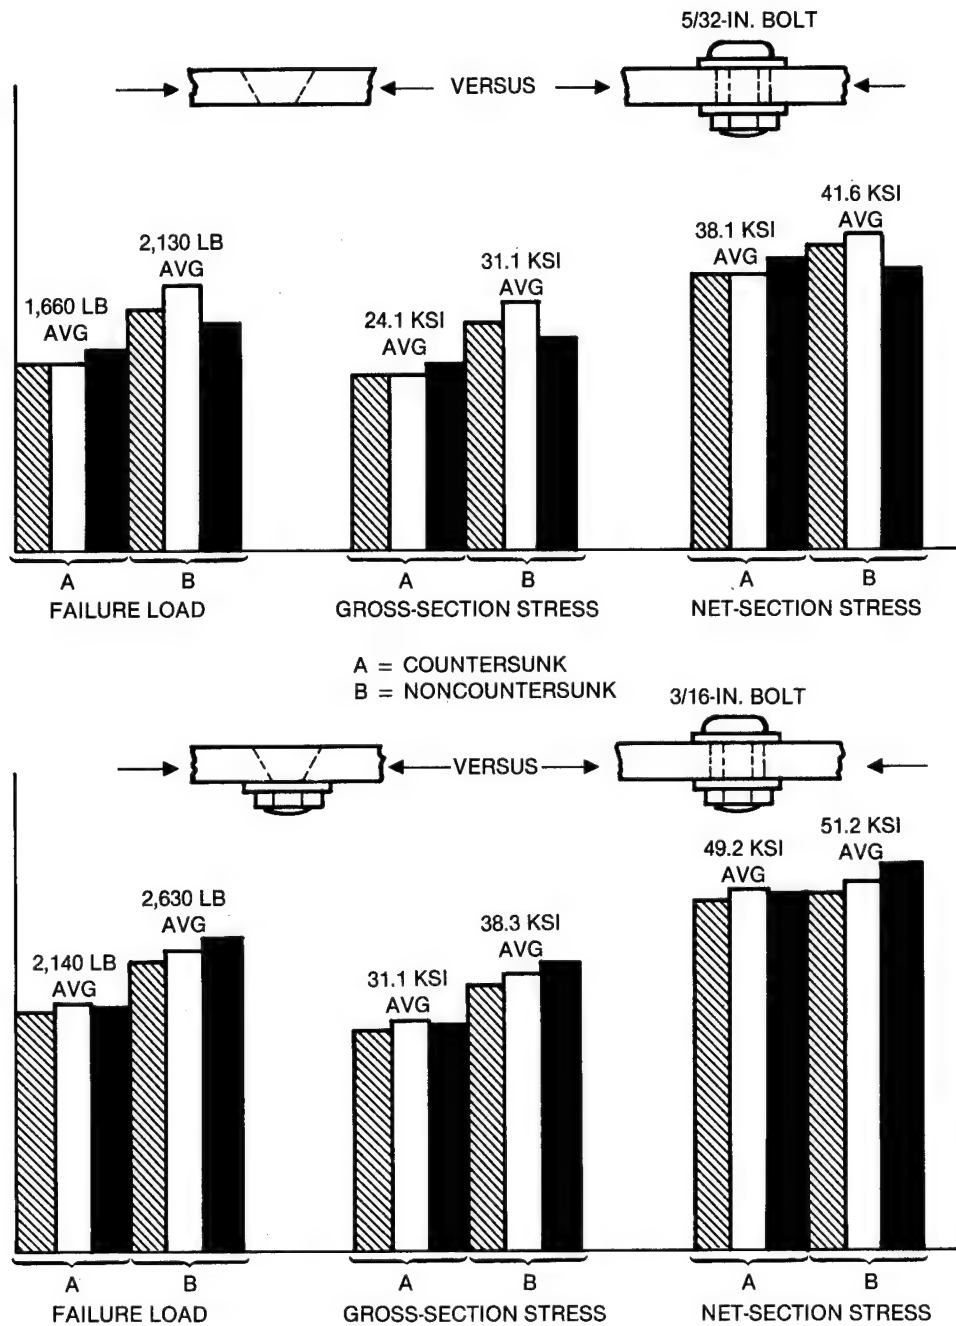 5/32-IN. BOLT
VERSUS
1,660 LB
AVG
2,130 LB
AVG
24.1 KSI
AVG
31.1 KSI
AVG
38.1 KSI
AVG
41.6 KSI
AVG
A
B
A
B
A
B
FAILURE LOAD
GROSS-SECTION STRESS
NET-SECTION STRESS
A = COUNTERSUNK
B = NONCOUNTERSUNK
3/16-IN. BOLT
VERSUS
2,140 LB
AVG
2,630 LB
AVG
31.1 KSI
AVG
38.3 KSI
AVG
49.2 KSI
AVG
51.2 KSI
AVG
A
B
A
B
A
B
FAILURE LOAD
GROSS-SECTION STRESS
NET-SECTION STRESS